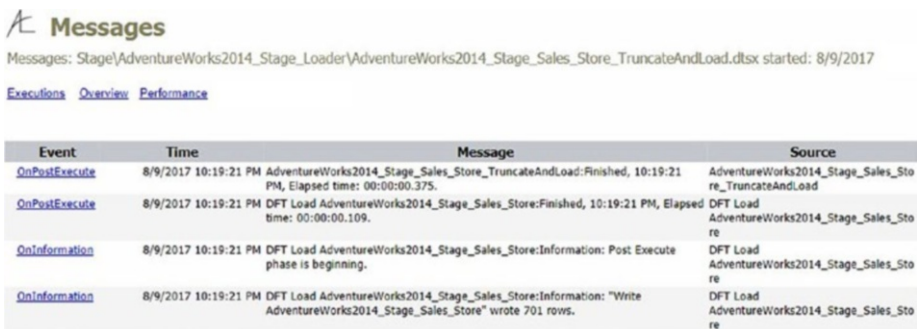 AC Messages
Messages: Stage\AdventureWorks2014_Stage_Loader\AdventureWorks2014_Stage_Sales_Store_TruncateAndLoad.dtsx started: 8/9/2017
Executions Overview Performance
Event Time Message Source
OnPostExecute 8/9/2017 10:19:21 PM AdventureWorks2014_Stage_Sales_Store_TruncateAndLoad:Finished, 10:19:21 AdventureWorks2014_Stage_Sales_Sto
PM, Elapsed time: 00:00:00.375. re_TruncateAndLoad
OnPostExecute 8/9/2017 10:19:21 PM DFT Load AdventureWorks2014_Stage_Sales_Store:Finished, 10:19:21 PM, Elapsed DFT Load
time: 00:00:00.109. AdventureWorks2014_Stage_Sales_Sto
re
OnInformation 8/9/2017 10:19:21 PM DFT Load AdventureWorks2014_Stage_Sales_Store:Information: Post Execute DFT Load
phase is beginning. AdventureWorks2014_Stage_Sales_Sto
re
OnInformation 8/9/2017 10:19:21 PM DFT Load AdventureWorks2014_Stage_Sales_Store:Information: "Write DFT Load
AdventureWorks2014_Stage_Sales_Store" wrote 701 rows. AdventureWorks2014_Stage_Sales_Sto
re